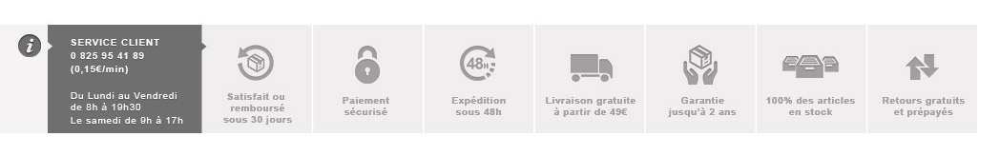 SERVICE CLIENT
0 825 95 41 89
(0,15€/min)
Du Lundi au Vendredi
de 8h à 19h30
Le samedi de 9h à 17h
Satisfait ou
remboursé
sous 30 jours
Paiement
sécurisé
48H
Expédition
sous 48h
Livraison gratuite
à partir de 49€
Garantie
jusqu'à 2 ans
100% des articles
en stock
Retours gratuits
et prépayés